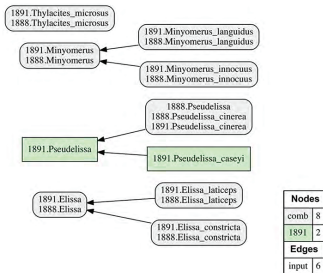 1891.Thylacites_microsus
1888.Thylacites_microsus
1891.Minyomerus
1888.Minyomerus
1891.Minyomerus_languidus
1888.Minyomerus_languidus
1891.Minyomerus_innocuus
1888.Minyomerus_innocuus
1888.Pseudelissa
1888.Pseudelissa_cinerea
1891.Pseudelissa_cinerea
1891.Pseudelissa
1891.Pseudelissa_caseyi
1891.Elissa
1888.Elissa
1891.Elissa_laticeps
1888.Elissa_laticeps
1891.Elissa_constricta
1888.Elissa_constricta
Nodes
comb 8
1891 2
Edges
input 6